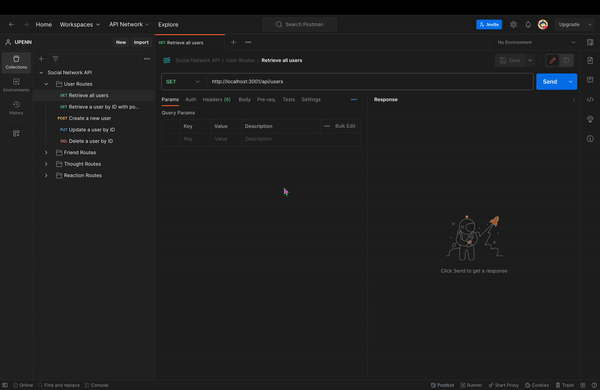 Home Workspaces API Network Explore Search Postman Invite Upgrade
UPENN New Import GET Retrieve all users No Environment
Collections
Environments
History
Social Network API
User Routes
GET Retrieve all users
GET Retrieve a user by ID with po...
POST Create a new user
PUT Update a user by ID
DEL Delete a user by ID
Friend Routes
Thought Routes
Reaction Routes
Social Network API / User Routes / Retrieve all users Save
GET http://localhost:3001/api/users Send
Params Auth Headers (6) Body Pre-req. Tests Settings
Response
Query Params
Key Value Description Bulk Edit
Key Value Description
Click Send to get a response
Online Find and replace Console Postbot Runner Start Proxy Cookies Trash